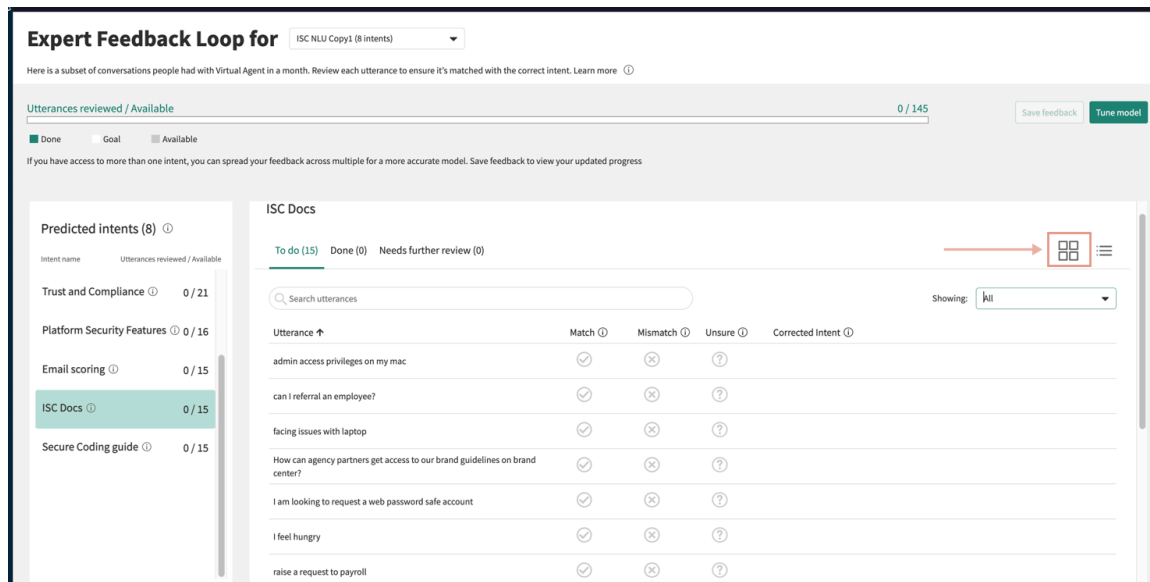 Expert Feedback Loop for
ISC NLU Copy1 (8 intents)
Here is a subset of conversations people had with Virtual Agent in a month. Review each utterance to ensure it's matched with the correct intent. Learn more
Utterances reviewed / Available
0 / 145
Save feedback
Tune model
Done
Goal
Available
If you have access to more than one intent, you can spread your feedback across multiple for a more accurate model. Save feedback to view your updated progress
Predicted intents (8)
Intent name
Utterances reviewed / Available
Trust and Compliance
0 / 21
Platform Security Features
0 / 16
Email scoring
0 / 15
ISC Docs
0 / 15
Secure Coding guide
0 / 15
ISC Docs
To do (15)
Done (0)
Needs further review (0)
Search utterances
Showing:
All
Utterance
Match
Mismatch
Unsure
Corrected Intent
admin access privileges on my mac
can I referral an employee?
facing issues with laptop
How can agency partners get access to our brand guidelines on brand
center?
I am looking to request a web password safe account
I feel hungry
raise a request to payroll